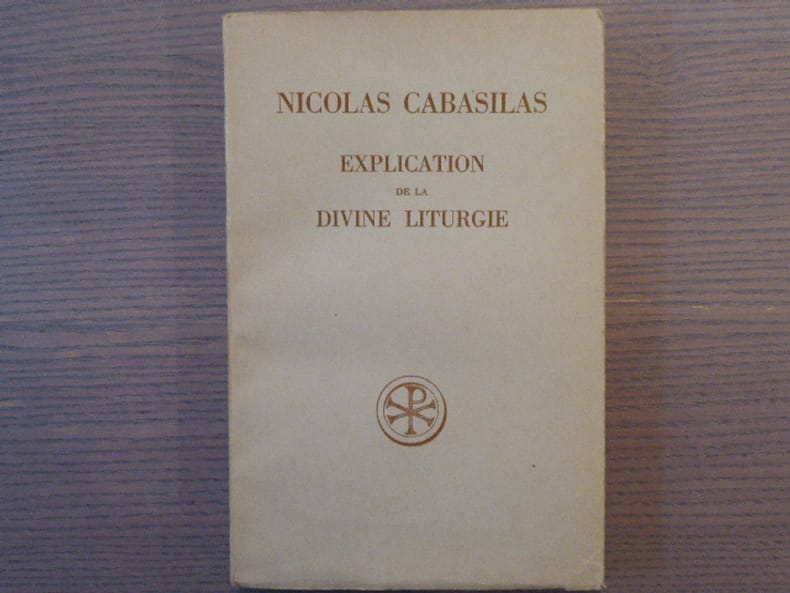 NICOLAS CABASILAS
EXPLICATION
DE LA
DIVINE LITURGIE